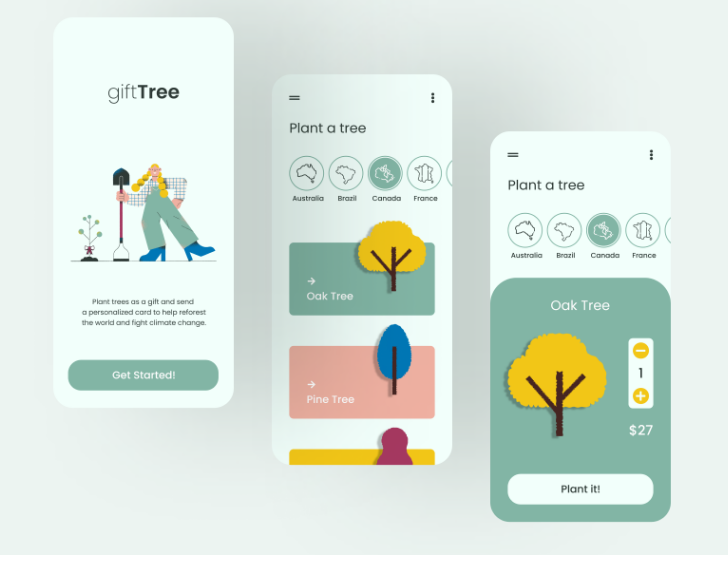 giftTree
Plant trees as a gift and send
a personalized card to help reforest
the world and fight climate change.
Get Started!
Plant a tree
Australia Brazil Canada France
Oak Tree
Pine Tree
Plant a tree
Australia Brazil Canada France
Oak Tree
1
$27
Plant it!